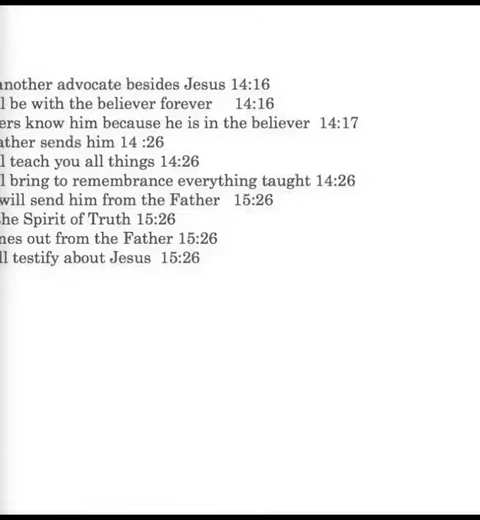 another advocate besides Jesus 14:16
l be with the believer forever 14:16
ers know him because he is in the believer 14:17
ather sends him 14 :26
l teach you all things 14:26
l bring to remembrance everything taught 14:26
will send him from the Father 15:26
the Spirit of Truth 15:26
nes out from the Father 15:26
ll testify about Jesus 15:26